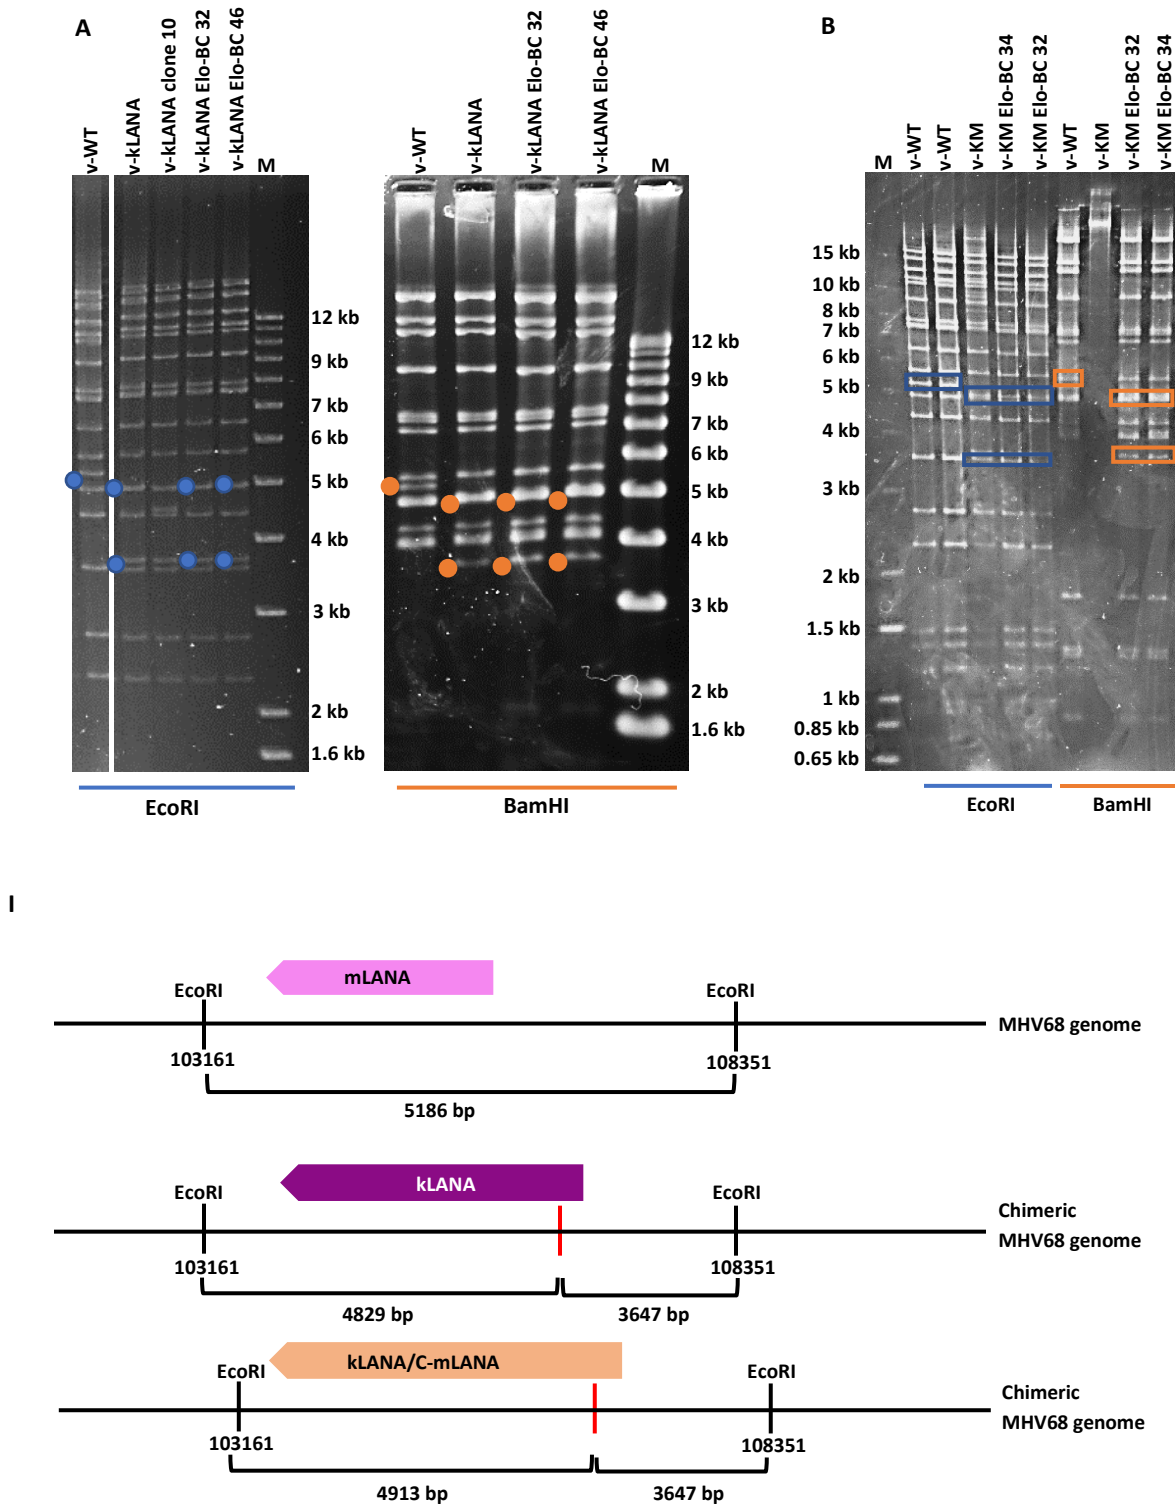 A
v-WT
v-kLANA
v-kLANA clone 10
v-kLANA Elo-BC 32
v-kLANA Elo-BC 46
M
12 kb
9 kb
7 kb
6 kb
5 kb
4 kb
3 kb
2 kb
1.6 kb
EcoRI
v-WT
v-kLANA
v-kLANA Elo-BC 32
v-kLANA Elo-BC 46
M
12 kb
9 kb
7 kb
6 kb
5 kb
4 kb
3 kb
2 kb
1.6 kb
BamHI
B
M
v-WT
v-WT
v-KM
v-KM Elo-BC 34
v-KM Elo-BC 32
v-WT
v-KM
v-KM Elo-BC 32
v-KM Elo-BC 34
15 kb
10 kb
8 kb
7 kb
6 kb
5 kb
4 kb
3 kb
2 kb
1.5 kb
1 kb
0.85 kb
0.65 kb
EcoRI
BamHI
I
mLANA
EcoRI
EcoRI
MHV68 genome
103161
108351
5186 bp
kLANA
EcoRI
EcoRI
Chimeric
MHV68 genome
103161
108351
4829 bp
3647 bp
kLANA/C-mLANA
EcoRI
EcoRI
Chimeric
MHV68 genome
103161
108351
4913 bp
3647 bp